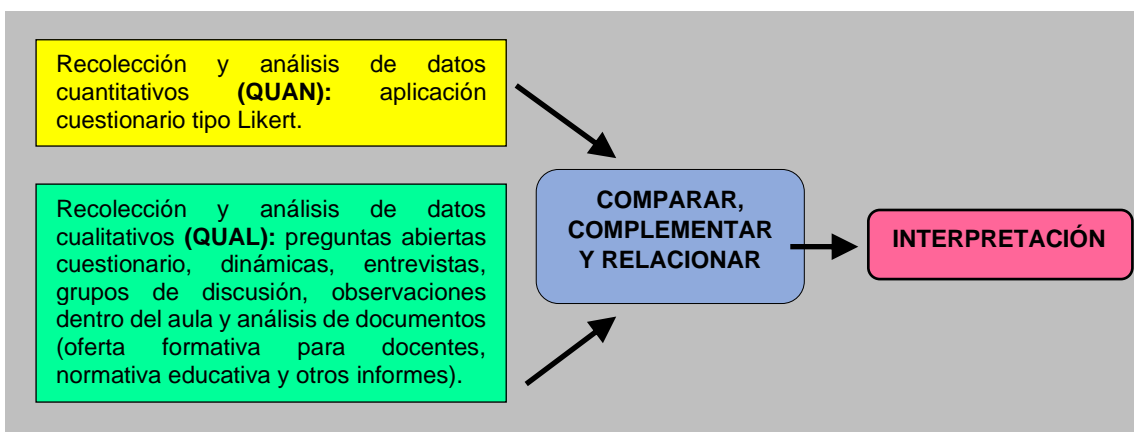 Recolección y análisis de datos
cuantitativos (QUAN): aplicación
cuestionario tipo Likert.
Recolección y análisis de datos
cualitativos (QUAL): preguntas abiertas
cuestionario, dinámicas, entrevistas,
grupos de discusión, observaciones
dentro del aula y análisis de documentos
(oferta formativa para docentes,
normativa educativa y otros informes).
COMPARAR,
COMPLEMENTAR
Y RELACIONAR
INTERPRETACIÓN